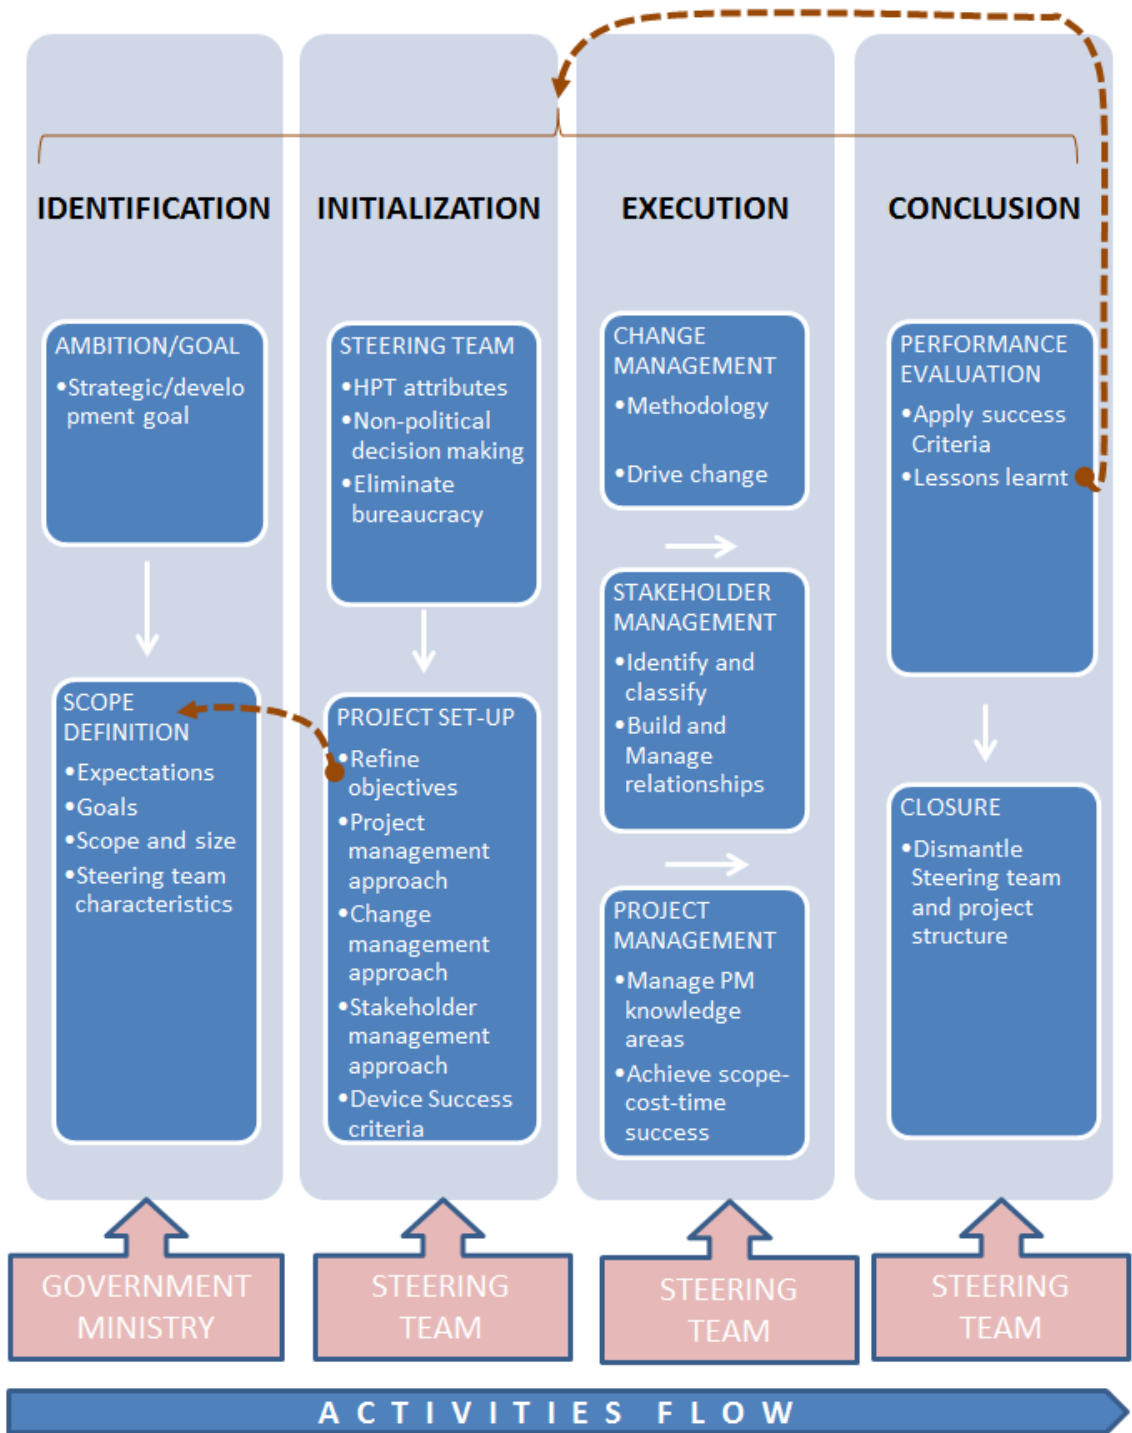 IDENTIFICATION
INITIALIZATION
EXECUTION
CONCLUSION
AMBITION/GOAL
•Strategic/develo
pment goal
SCOPE
DEFINITION
•Expectations
•Goals
•Scope and size
•Steering team
characteristics
STEERING TEAM
•HPT attributes
•Non-political
decision making
•Eliminate
bureaucracy
PROJECT SET-UP
•Refine
objectives
•Project
management
approach
•Change
management
approach
•Stakeholder
management
approach
•Device Success
criteria
CHANGE
MANAGEMENT
•Methodology
•Drive change
STAKEHOLDER
MANAGEMENT
•Identify and
classify
•Build and
Manage
relationships
PROJECT
MANAGEMENT
•Manage PM
knowledge
areas
•Achieve scope-
cost-time
success
PERFORMANCE
EVALUATION
•Apply success
Criteria
•Lessons learnt
CLOSURE
•Dismantle
Steering team
and project
structure
GOVERNMENT
MINISTRY
STEERING
TEAM
STEERING
TEAM
STEERING
TEAM
ACTIVITIES FLOW